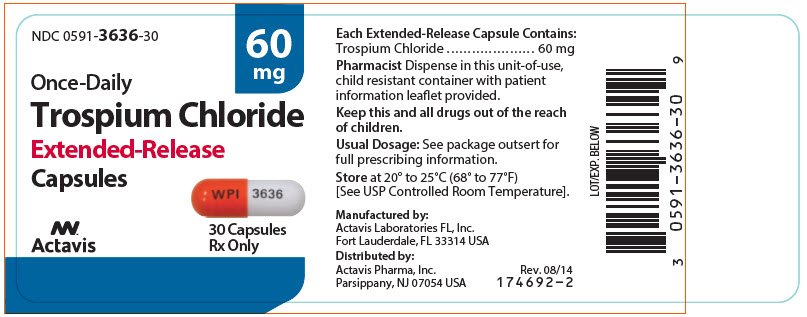 NDC 0591-3636-30
60
mg
Once-Daily
Trospium Chloride
Extended-Release
Capsules
WPI 3636
Actavis
30 Capsules
Rx Only
Each Extended-Release Capsule Contains:
Trospium Chloride ..................... 60 mg
Pharmacist Dispense in this unit-of-use,
child resistant container with patient
information leaflet provided.
Keep this and all drugs out of the reach
of children.
Usual Dosage: See package outsert for
full prescribing information.
Store at 20° to 25°C (68° to 77°F)
[See USP Controlled Room Temperature].
Manufactured by:
Actavis Laboratories FL, Inc.
Fort Lauderdale, FL 33314 USA
Distributed by:
Actavis Pharma, Inc. Rev. 08/14
Parsippany, NJ 07054 USA 174692-2
LOT/EXP. BELOW
3 0591-3636-30 9